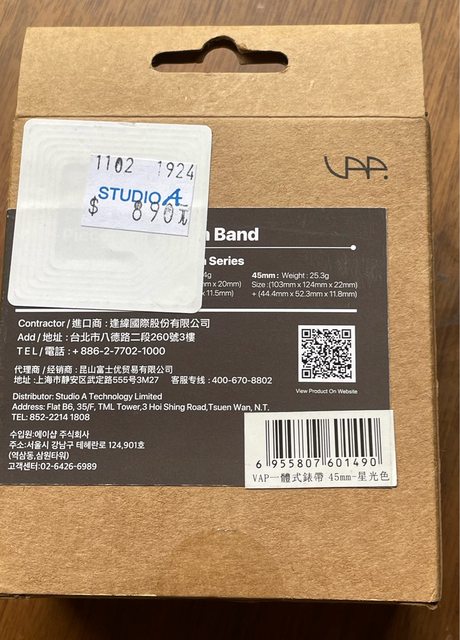 1102 1924
STUDIO A
$ 890元
VAP.
Band
Series
4g
45mm : Weight : 25.3g
m × 20mm)
Size : (103mm × 124mm × 22mm)
× 11.5mm)
+ (44.4mm × 52.3mm × 11.8mm)
Contractor / 進口商 : 逢緯國際股份有限公司
Add / 地址 : 台北市八德路二段260號3樓
T E L / 電話 : + 886-2-7702-1000
View Product On Website
代理商 / 经销商 : 昆山富士优贸易有限公司
地址 :上海市静安区武定路555号3M27 客服专线 : 400-670-8802
Distributor: Studio A Technology Limited
Address: Flat B6, 35/F, TML Tower,3 Hoi Shing Road,Tsuen Wan, N.T.
TEL: 852-2214 1808
수입원:에이샵 주식회사
주소:서울시 강남구 테헤란로 124,901호
(역삼동,삼원타워)
고객센터:02-6426-6989
6 955807 601490
VAP一體式錶帶 45mm-星光色